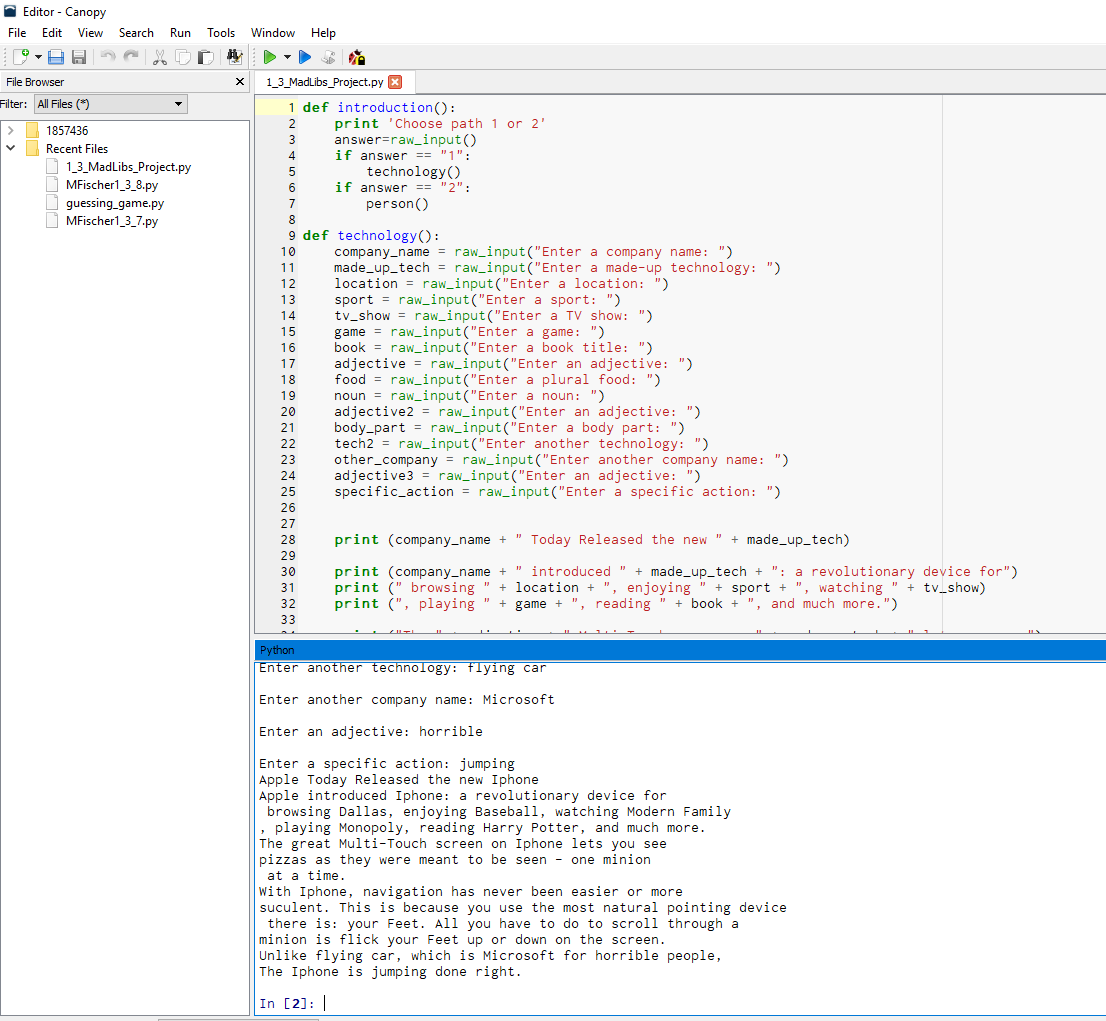 Editor - Canopy
File Edit View Search Run Tools Window Help
File Browser
1_3_MadLibs_Project.py
Filter: All Files (*)
1857436
Recent Files
1_3_MadLibs_Project.py
MFischer1_3_8.py
guessing_game.py
MFischer1_3_7.py
1 def introduction():
2     print 'Choose path 1 or 2'
3     answer=raw_input()
4     if answer == "1":
5         technology()
6     if answer == "2":
7         person()
8
9 def technology():
10     company_name = raw_input("Enter a company name: ")
11     made_up_tech = raw_input("Enter a made-up technology: ")
12     location = raw_input("Enter a location: ")
13     sport = raw_input("Enter a sport: ")
14     tv_show = raw_input("Enter a TV show: ")
15     game = raw_input("Enter a game: ")
16     book = raw_input("Enter a book title: ")
17     adjective = raw_input("Enter an adjective: ")
18     food = raw_input("Enter a plural food: ")
19     noun = raw_input("Enter a noun: ")
20     adjective2 = raw_input("Enter an adjective: ")
21     body_part = raw_input("Enter a body part: ")
22     tech2 = raw_input("Enter another technology: ")
23     other_company = raw_input("Enter another company name: ")
24     adjective3 = raw_input("Enter an adjective: ")
25     specific_action = raw_input("Enter a specific action: ")
26
27
28     print (company_name + " Today Released the new " + made_up_tech)
29
30     print (company_name + " introduced " + made_up_tech + ": a revolutionary device for")
31     print (" browsing " + location + ", enjoying " + sport + ", watching " + tv_show)
32     print (", playing " + game + ", reading " + book + ", and much more.")
33
Python
Enter another technology: flying car
Enter another company name: Microsoft
Enter an adjective: horrible
Enter a specific action: jumping
Apple Today Released the new Iphone
Apple introduced Iphone: a revolutionary device for
 browsing Dallas, enjoying Baseball, watching Modern Family
, playing Monopoly, reading Harry Potter, and much more.
The great Multi-Touch screen on Iphone lets you see
pizzas as they were meant to be seen - one minion
 at a time.
With Iphone, navigation has never been easier or more
suculent. This is because you use the most natural pointing device
 there is: your Feet. All you have to do to scroll through a
minion is flick your Feet up or down on the screen.
Unlike flying car, which is Microsoft for horrible people,
The Iphone is jumping done right.
In [2]: